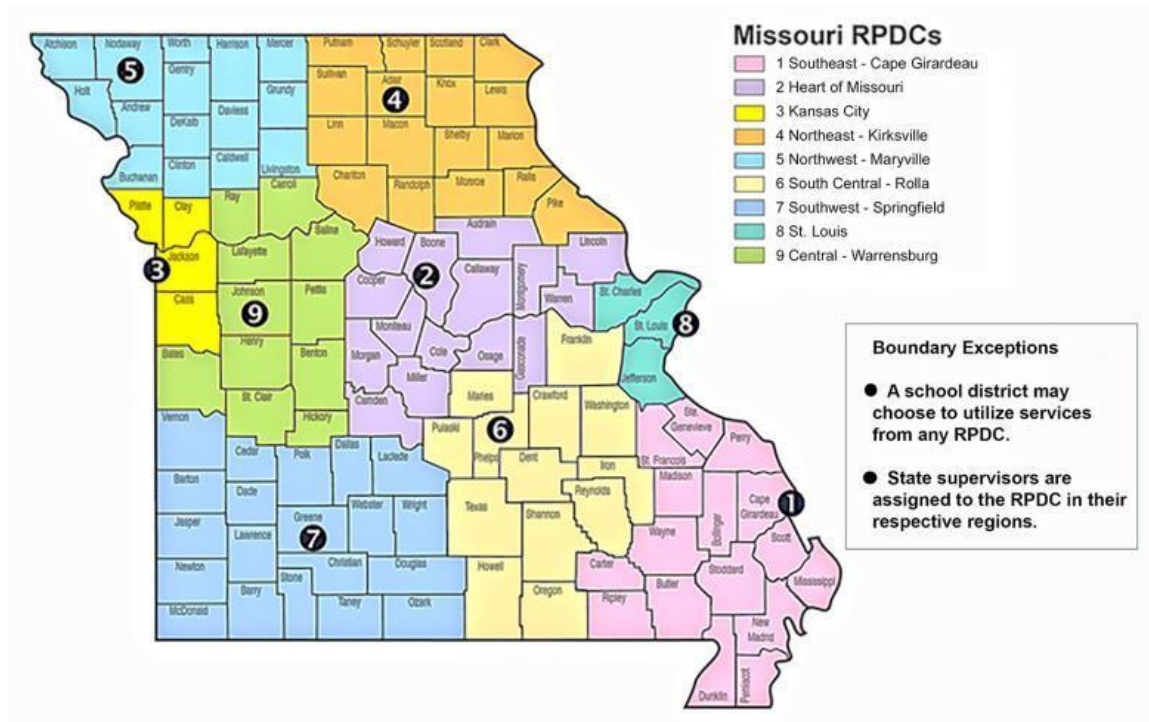 Missouri RPDCs
1 Southeast - Cape Girardeau
2 Heart of Missouri
3 Kansas City
4 Northeast - Kirksville
5 Northwest - Maryville
6 South Central - Rolla
7 Southwest - Springfield
8 St. Louis
9 Central - Warrensburg
Boundary Exceptions
● A school district may
choose to utilize services
from any RPDC.
● State supervisors are
assigned to the RPDC in their
respective regions.
Atchison
Nodaway
Worth
Harrison
Mercer
Putnam
Schuyler
Scotland
Clark
5
Holt
Gentry
Sullivan
Adair
4
Knox
Lewis
Andrew
DeKalb
Daviess
Grundy
Linn
Macon
Shelby
Marion
Buchanan
Clinton
Caldwell
Livingston
Chariton
Randolph
Monroe
Ralls
Pike
Platte
Clay
Ray
Carroll
Saline
Howard
Boone
Audrain
Lincoln
3
Jackson
Lafayette
Cooper
2
Callaway
Montgomery
Warren
St. Charles
St. Louis
8
Cass
Johnson
9
Pettis
Moniteau
Cole
Osage
Gasconade
Franklin
Jefferson
Bates
Henry
Benton
Morgan
Miller
Camden
Maries
Crawford
Washington
Ste.
Genevieve
Perry
St. Francois
Vernon
St. Clair
Hickory
Pulaski
6
Phelps
Dent
Iron
Madison
Cape
Girardeau
1
Cedar
Polk
Dallas
Laclede
Barton
Dade
Greene
7
Webster
Wright
Texas
Shannon
Reynolds
Wayne
Bollinger
Scott
Jasper
Lawrence
Christian
Douglas
Howell
Carter
Butler
Stoddard
Mississippi
Newton
Barry
Stone
Taney
Ozark
Oregon
Ripley
New
Madrid
McDonald
Dunklin
Pemiscot